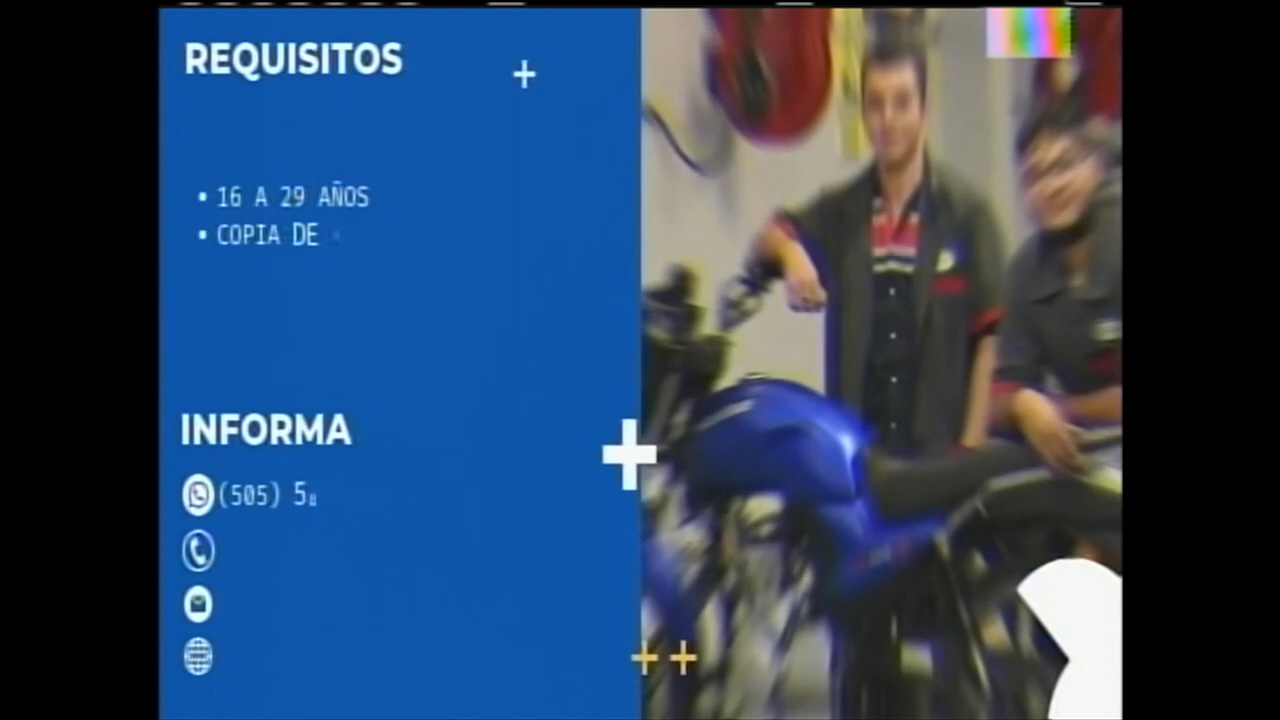 REQUISITOS
• 16 A 29 AÑOS
• COPIA DE
INFORMA
(505) 5